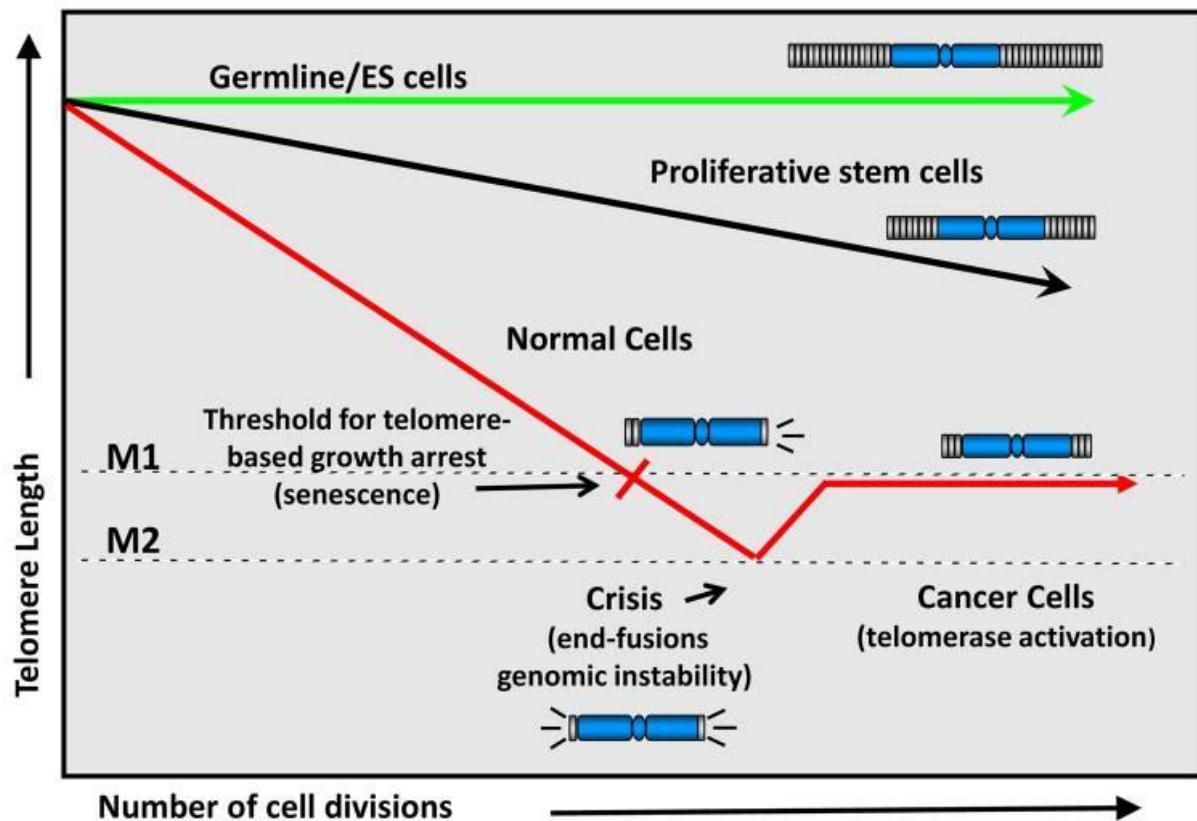 Germline/ES cells
Proliferative stem cells
Normal Cells
Threshold for telomere-
based growth arrest
(senescence)
M1
M2
Crisis
(end-fusions
genomic instability)
Cancer Cells
(telomerase activation)
Telomere Length
Number of cell divisions